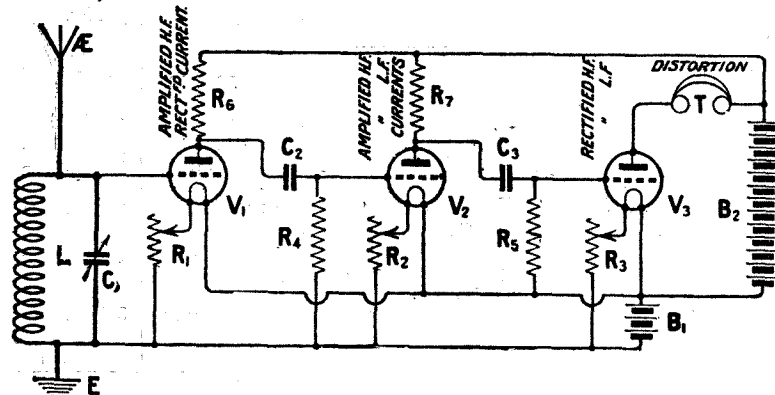 Æ
AMPLIFIED H.F.
RECTFD CURRENT.
R6
AMPLIFIED H.F.
" L.F.
CURRENTS
R7
RECTIFIED H.F.
" L.F
DISTORTION
T
C2
C3
V1
V2
V3
B2
L
C1
R1
R4
R2
R5
R3
B1
E